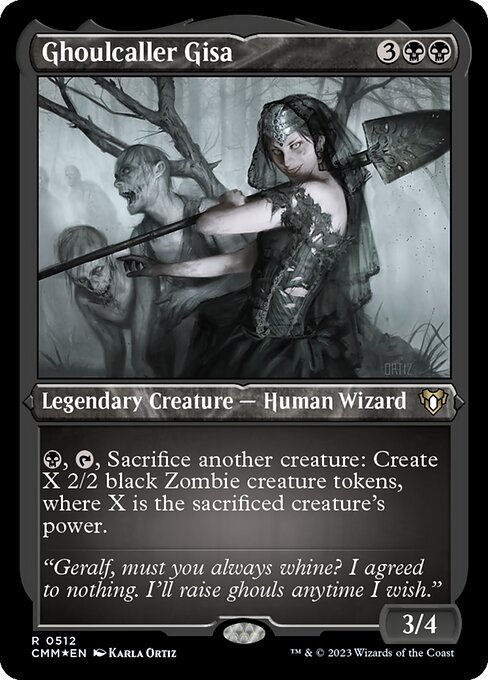 Ghoulcaller Gisa 3
ORTIZ
Legendary Creature — Human Wizard
, , Sacrifice another creature: Create
X 2/2 black Zombie creature tokens,
where X is the sacrificed creature's
power.
“Geralf, must you always whine? I agreed
to nothing. I'll raise ghouls anytime I wish.”
3/4
R 0512
CMM★EN Karla Ortiz
™ & © 2023 Wizards of the Coast